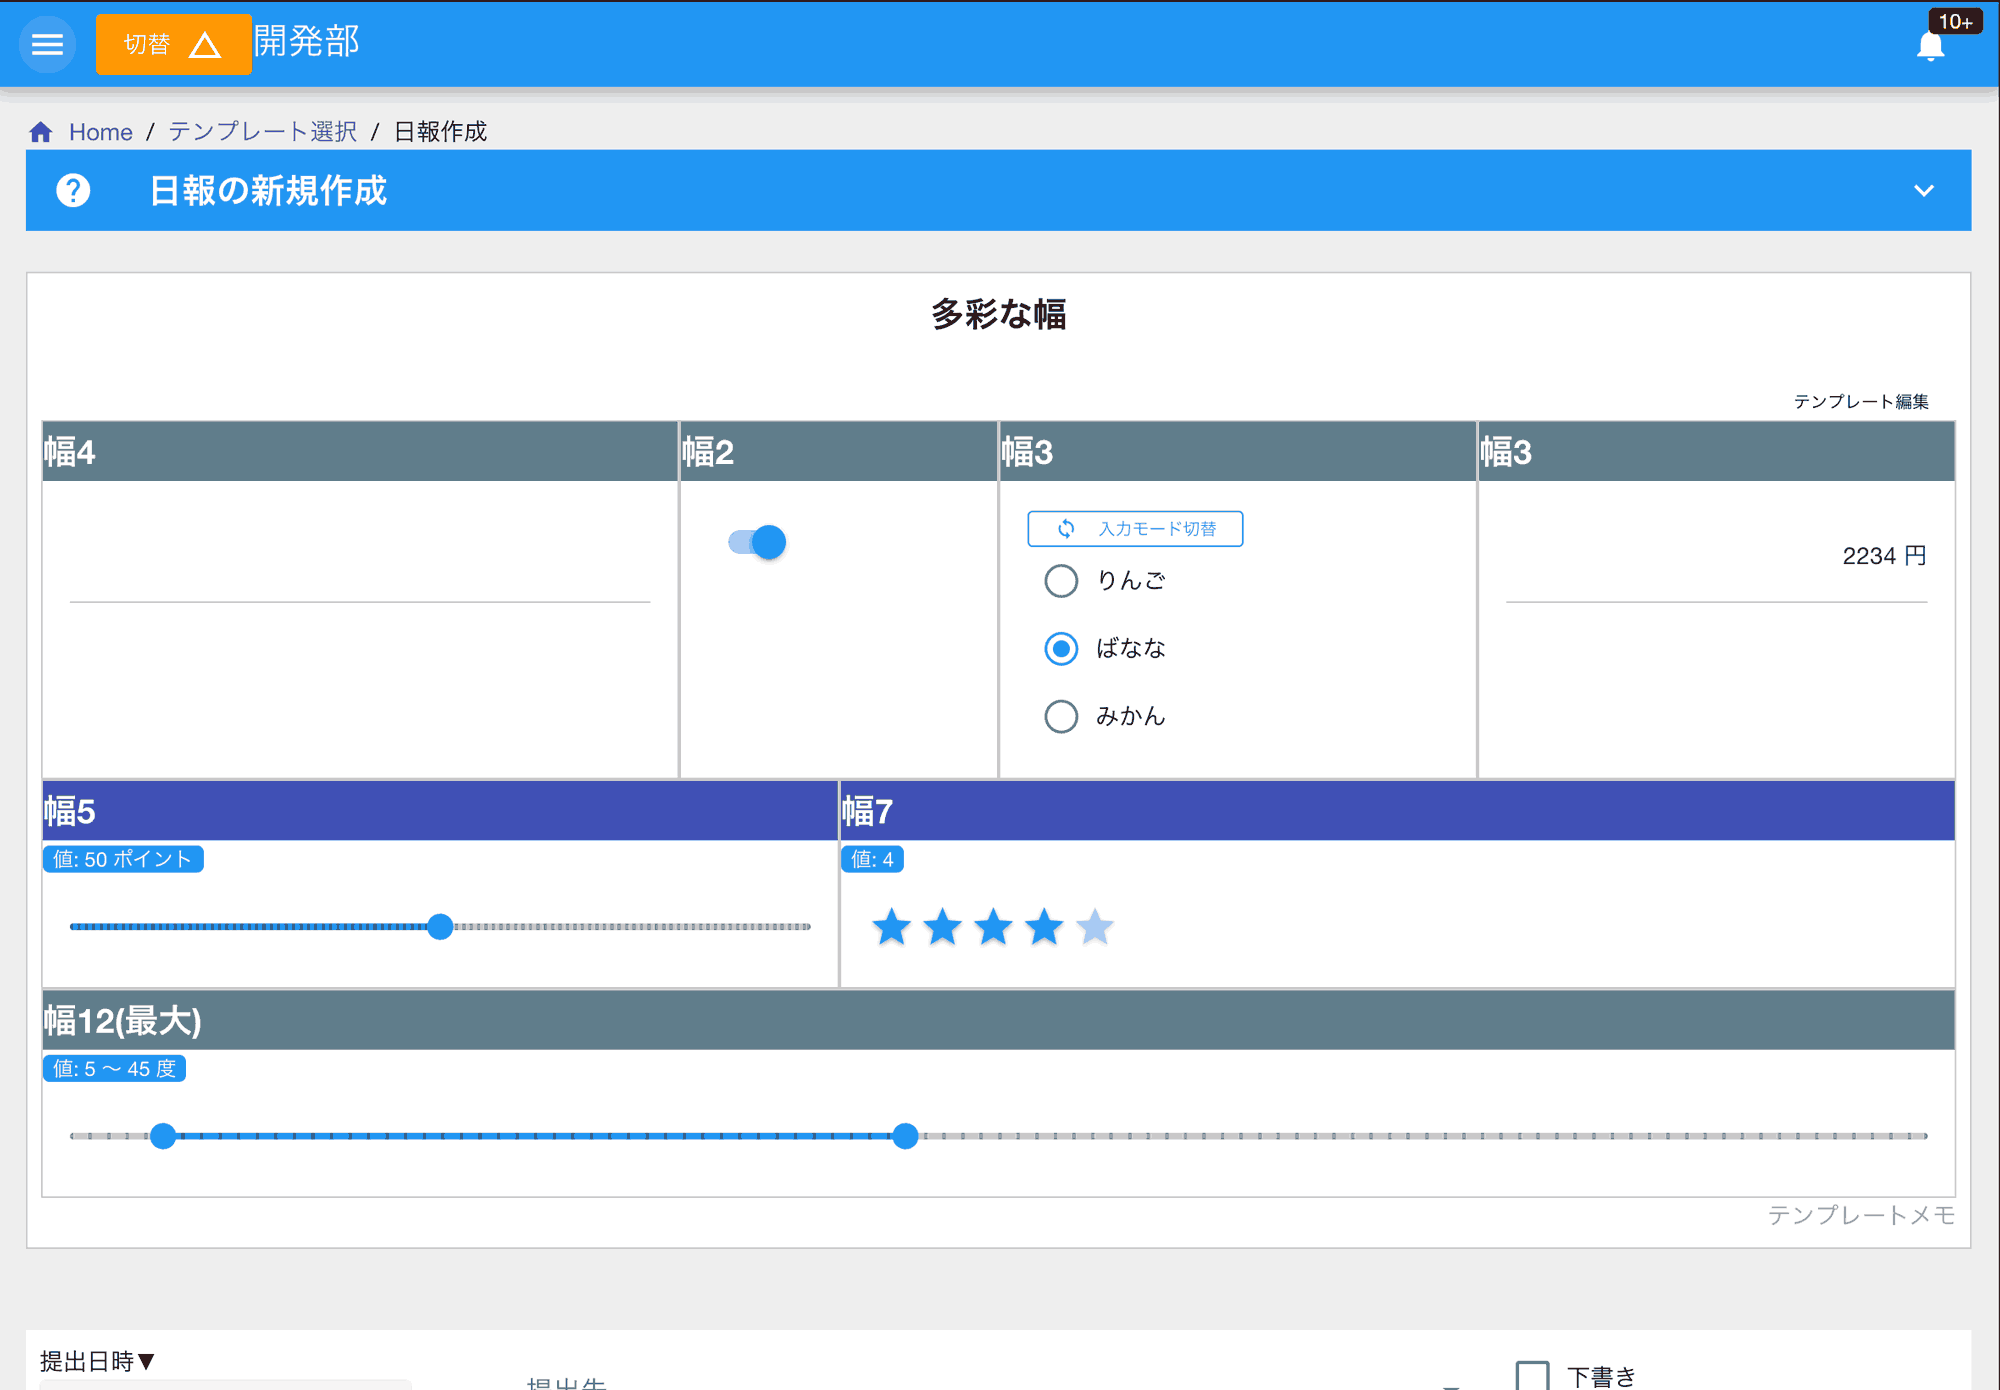 切替 開発部
10+
Home / テンプレート選択 / 日報作成
日報の新規作成
多彩な幅
テンプレート編集
幅4 幅2 幅3 幅3
入力モード切替
2234 円
りんご
ばなな
みかん
幅5 幅7
値: 50 ポイント 値: 4
幅12(最大)
値: 5 〜 45 度
テンプレートメモ
提出日時▼
提出先
下書き